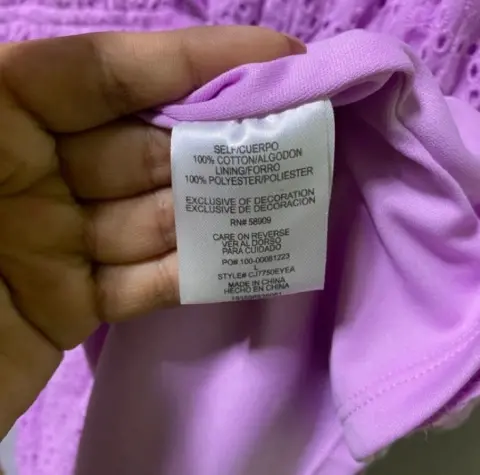 SELF/CUERPO
100% COTTON/ALGODON
LINING/FORRO
100% POLYESTER/POLIESTER
EXCLUSIVE OF DECORATION
EXCLUSIVE DE DECORACION
RN# 58909
CARE ON REVERSE
VER AL DORSO
PARA CUIDADO
PO# 100-00081223
L
STYLE# CJ7750EYEA
MADE IN CHINA
HECHO EN CHINA